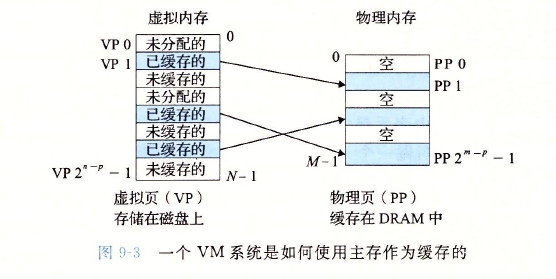 虚拟内存
物理内存
VP 0 未分配的 0
VP 1 已缓存的
未缓存的
未分配的
已缓存的
未缓存的
已缓存的
VP 2^{n-p} - 1 未缓存的 N-1
0 空 PP 0
PP 1
空
空
M-1 PP 2^{m-p} - 1
虚拟页（VP）
存储在磁盘上
物理页（PP）
缓存在 DRAM 中
图 9-3 一个 VM 系统是如何使用主存作为缓存的